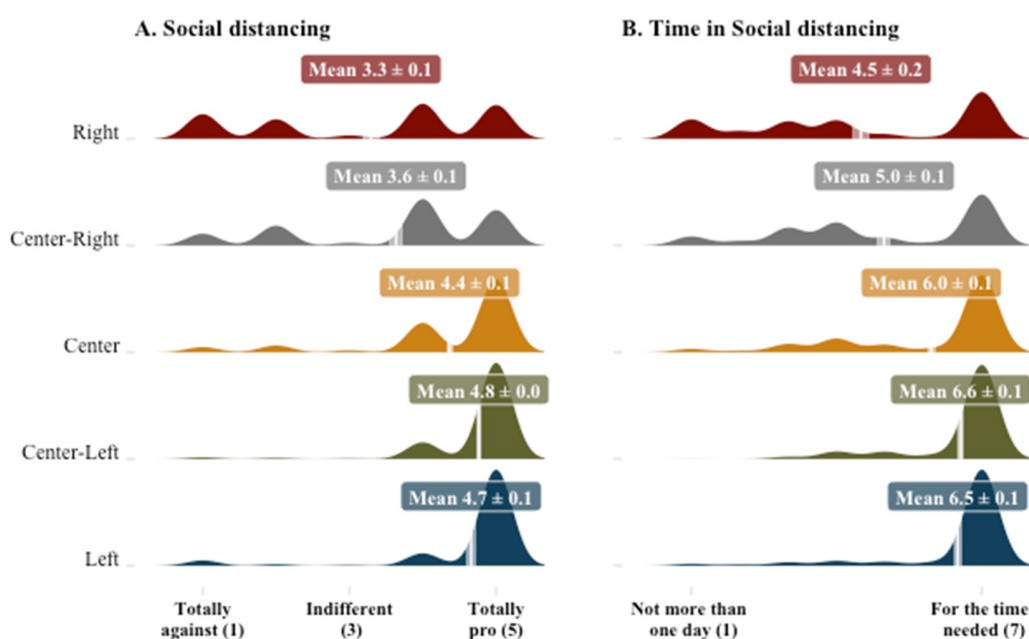 A. Social distancing
B. Time in Social distancing
Mean 3.3 ± 0.1
Mean 4.5 ± 0.2
Right
Mean 3.6 ± 0.1
Mean 5.0 ± 0.1
Center-Right
Mean 4.4 ± 0.1
Mean 6.0 ± 0.1
Center
Mean 4.8 ± 0.0
Mean 6.6 ± 0.1
Center-Left
Mean 4.7 ± 0.1
Mean 6.5 ± 0.1
Left
Totally
against (1)
Indifferent
(3)
Totally
pro (5)
Not more than
one day (1)
For the time
needed (7)